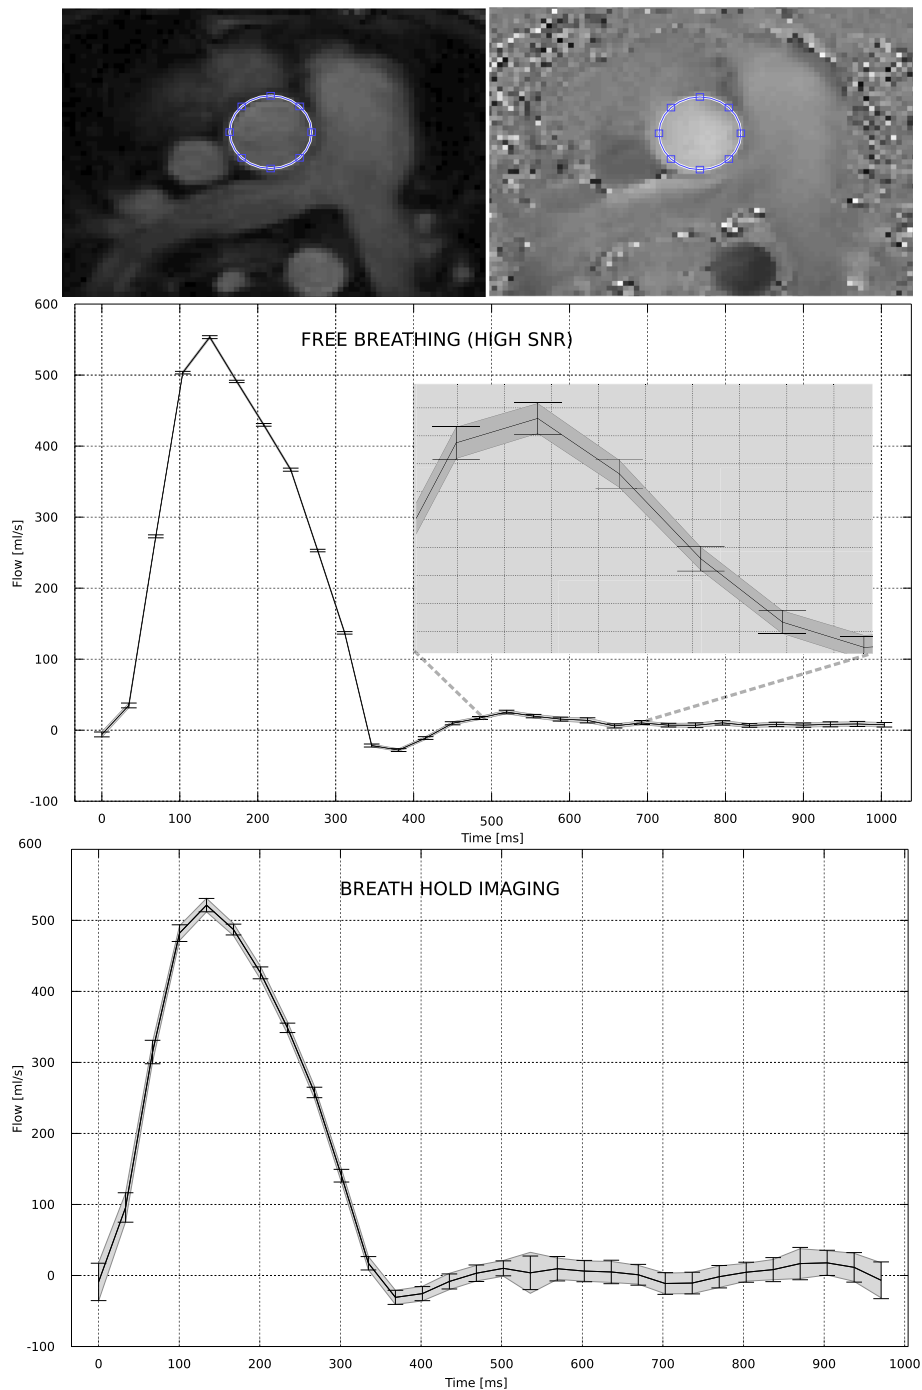 600
FREE BREATHING (HIGH SNR)
500
400
300
Flow [ml/s]
200
100
0
-100
0 100 200 300 400 500 600 700 800 900 1000
Time [ms]
600
BREATH HOLD IMAGING
500
400
300
Flow [ml/s]
200
100
0
-100
0 100 200 300 400 500 600 700 800 900 1000
Time [ms]